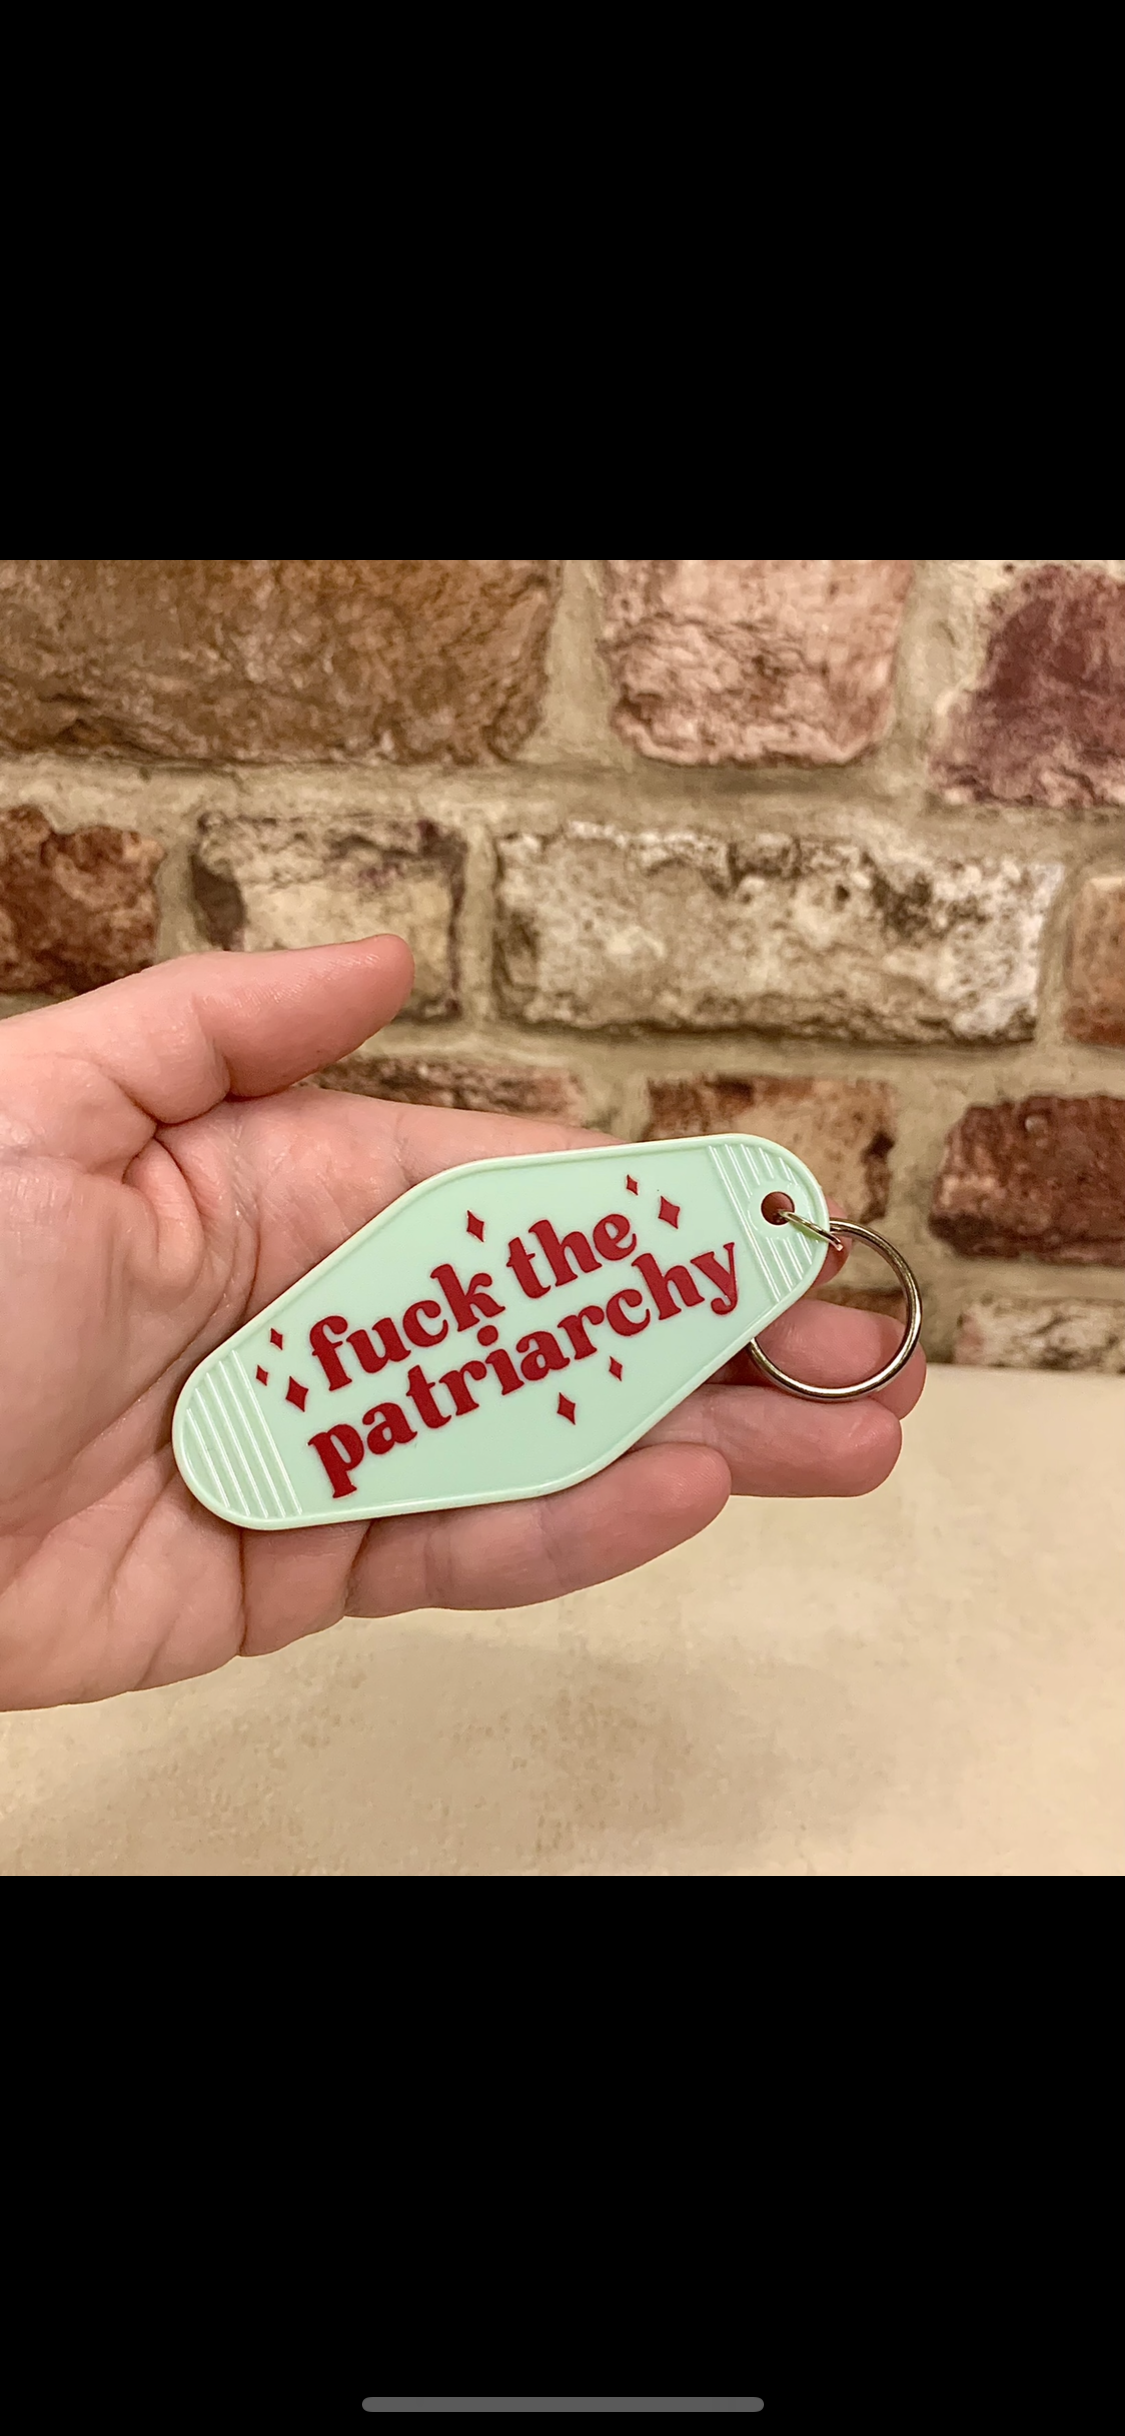 fuck the
patriarchy